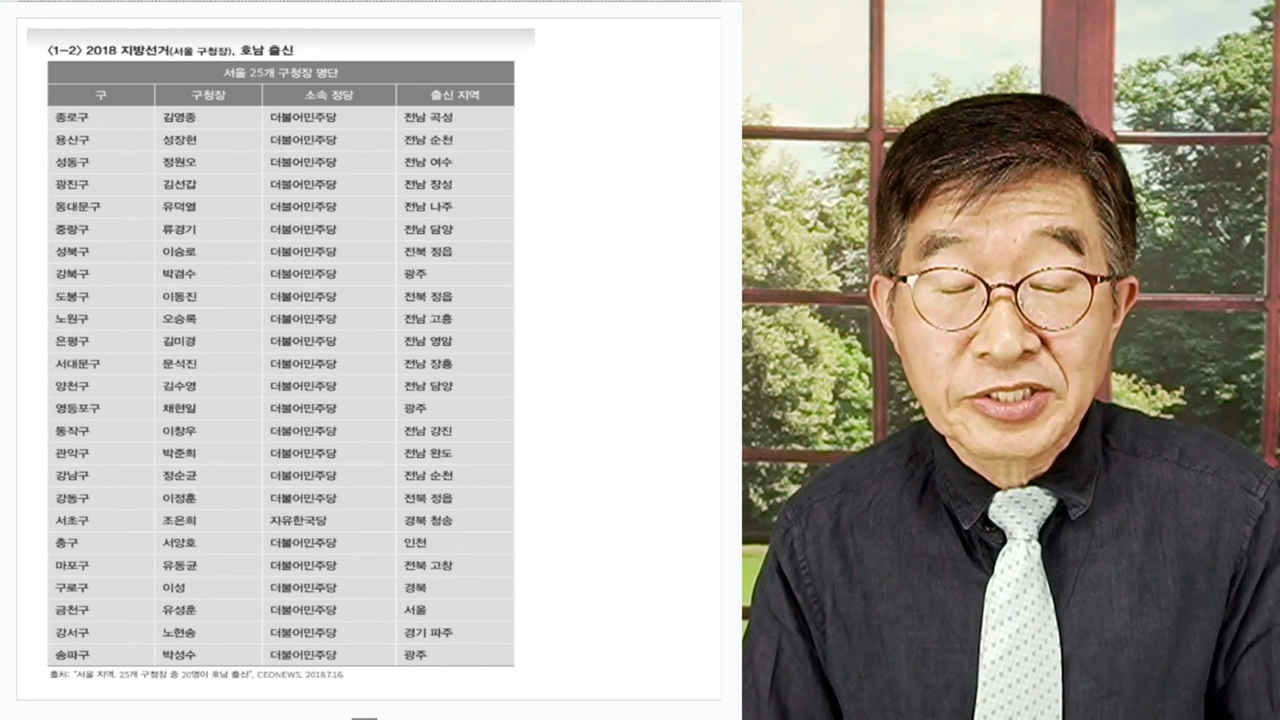 〈1-2〉 2018 지방선거(서울 구청장), 호남 출신
서울 25개 구청장 명단
구 구청장 소속 정당 출신 지역
종로구 김영종 더불어민주당 전남 곡성
용산구 성장현 더불어민주당 전남 순천
성동구 정원오 더불어민주당 전남 여수
광진구 김선갑 더불어민주당 전남 장성
동대문구 유덕열 더불어민주당 전남 나주
중랑구 류경기 더불어민주당 전남 담양
성북구 이승로 더불어민주당 전북 정읍
강북구 박겸수 더불어민주당 광주
도봉구 이동진 더불어민주당 전북 정읍
노원구 오승록 더불어민주당 전남 고흥
은평구 김미경 더불어민주당 전남 영암
서대문구 문석진 더불어민주당 전남 장흥
양천구 김수영 더불어민주당 전남 담양
영등포구 채현일 더불어민주당 광주
동작구 이창우 더불어민주당 전남 강진
관악구 박준희 더불어민주당 전남 완도
강남구 정순균 더불어민주당 전남 순천
강동구 이정훈 더불어민주당 전북 정읍
서초구 조은희 자유한국당 경북 청송
충구 서양호 더불어민주당 인천
마포구 유동균 더불어민주당 전북 고창
구로구 이성 더불어민주당 경북
금천구 유성훈 더불어민주당 서울
강서구 노현송 더불어민주당 경기 파주
송파구 박성수 더불어민주당 광주
출처: "서울 지역, 25개 구청장 중 20명이 호남 출신", CEONEWS, 2018.7.16.